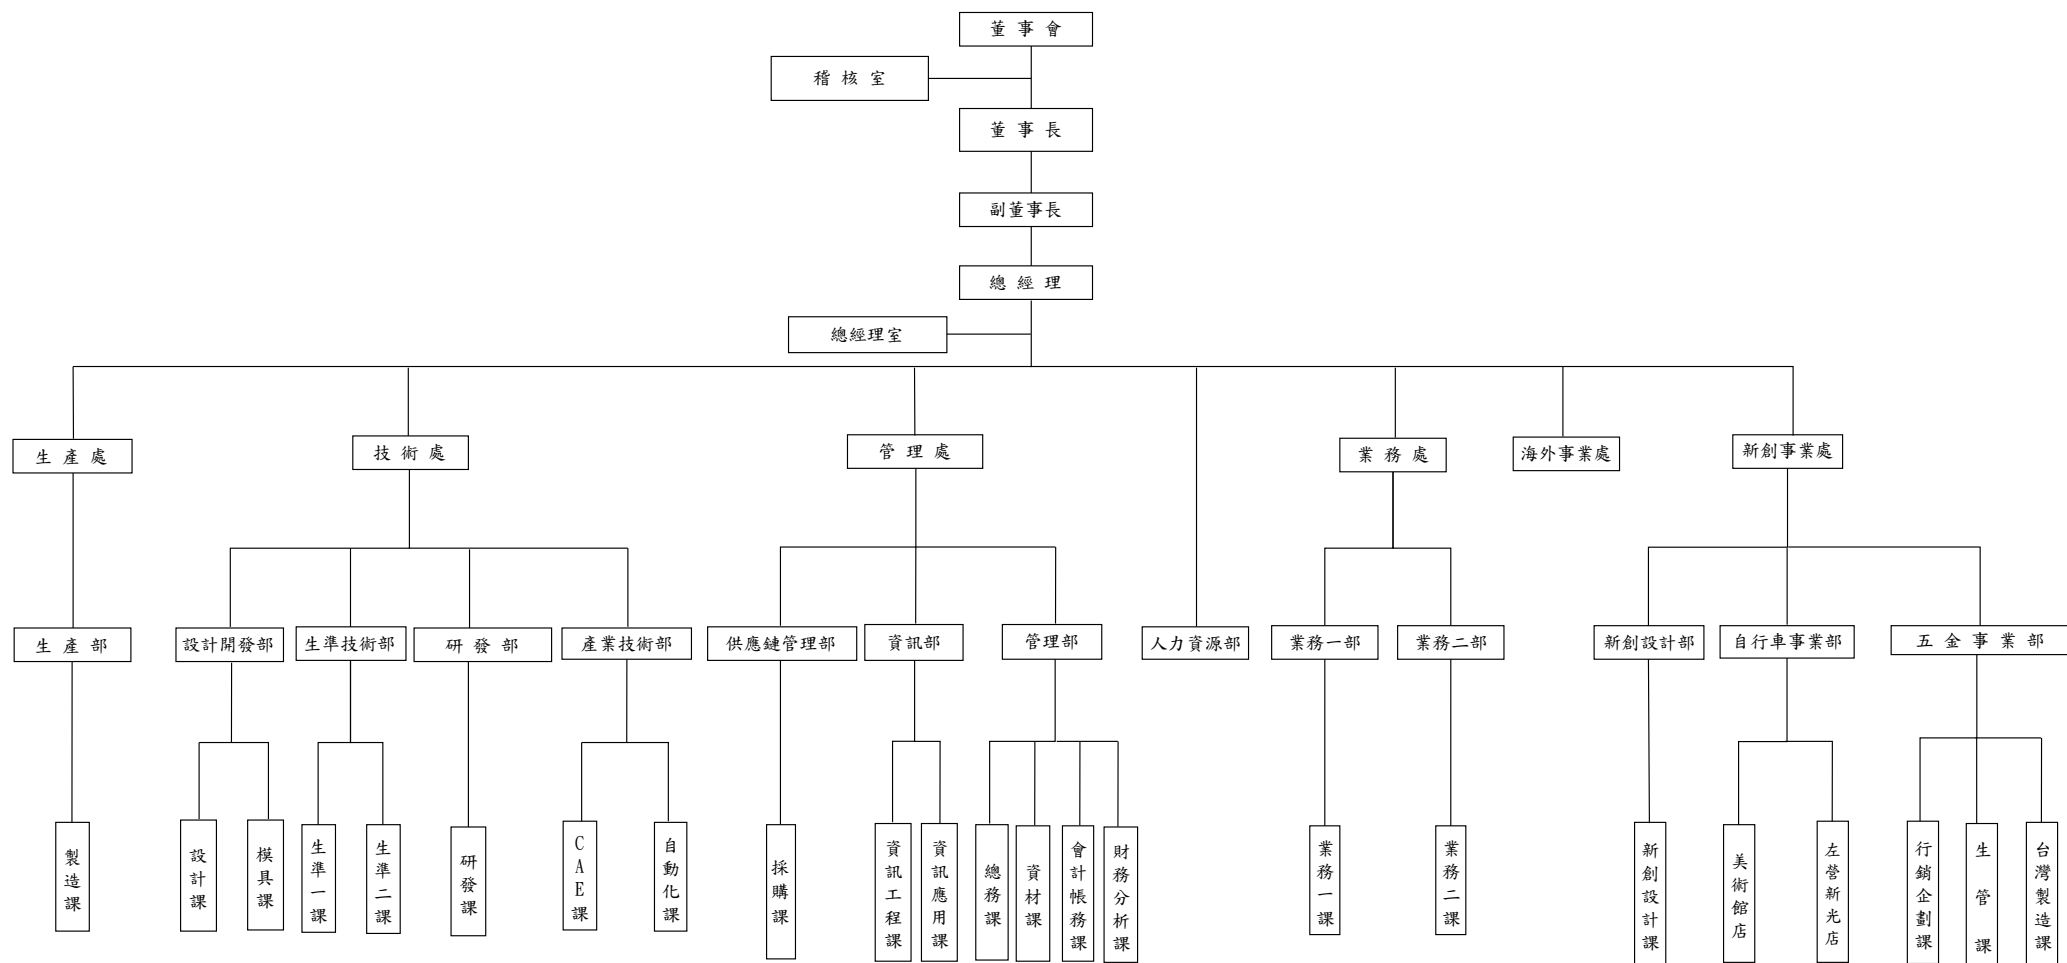 董事會
稽核室
董事長
副董事長
總經理
總經理室
生產處
技術處
管理處
業務處
海外事業處
新創事業處
生產部
設計開發部
生準技術部
研發部
產業技術部
供應鏈管理部
資訊部
管理部
人力資源部
業務一部
業務二部
新創設計部
自行車事業部
五金事業部
製造課
設計課
模具課
生準一課
生準二課
研發課
CAE課
自動化課
採購課
資訊工程課
資訊應用課
總務課
資材課
會計帳務課
財務分析課
業務一課
業務二課
新創設計課
美術館店
左營新光店
行銷企劃課
生管課
台灣製造課